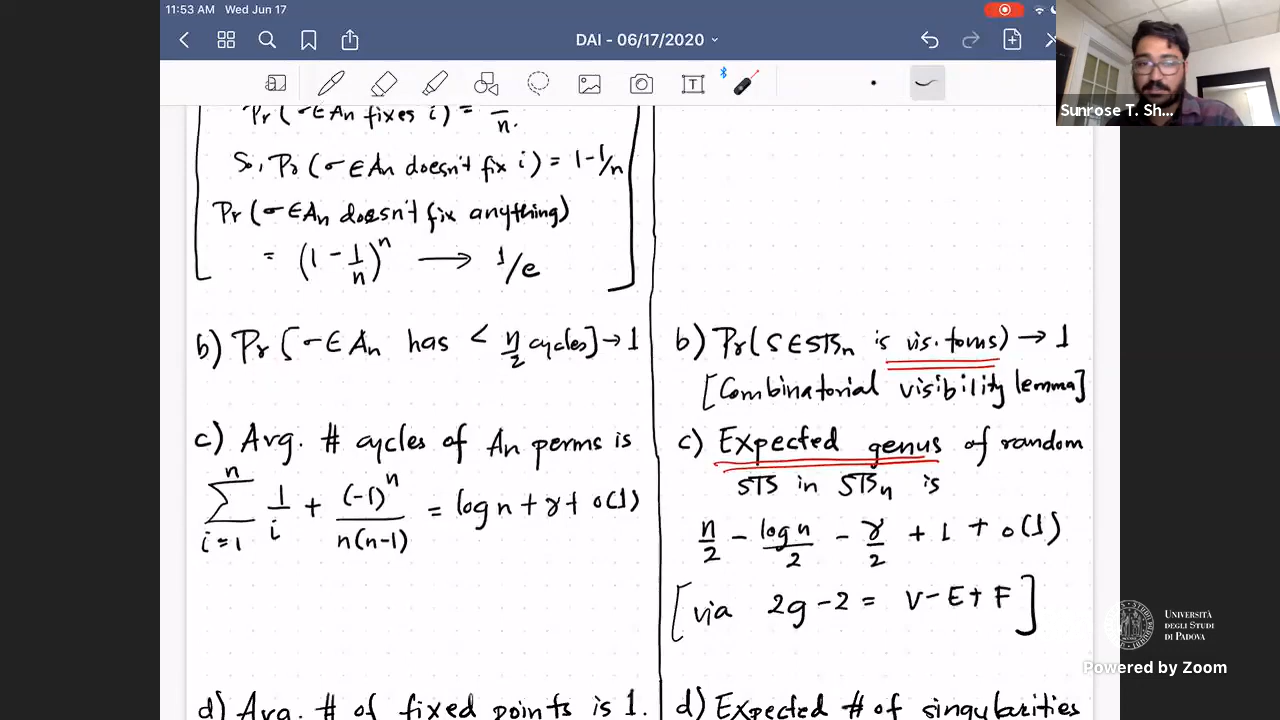 11:53 AM Wed Jun 17
DAI - 06/17/2020
Sunrose T. Sh...
Pr(σ∈An fixes i) = /n.
So, Pr(σ∈An doesn't fix i) = 1-1/n
Pr(σ∈An doesn't fix anything)
= (1 - 1/n)^n → 1/e
b) Pr[σ∈An has < n/2 cycles] → 1
c) Avg. # cycles of An perms is
n∑i=1 1/i + (-1)^n/n(n-1) = log n + γ + o(1)
d) Avg. # of fixed points is 1.
b) Pr(S∈STSn is vis. torus) → 1
[Combinatorial visibility lemma]
c) Expected genus of random
STS in STSn is
n/2 - log n/2 - γ/2 + 1 + o(1)
[via 2g-2 = V-E+F]
d) Expected # of singularities
UNIVERSITÀ
DEGLI STUDI
DI PADOVA
Powered by Zoom